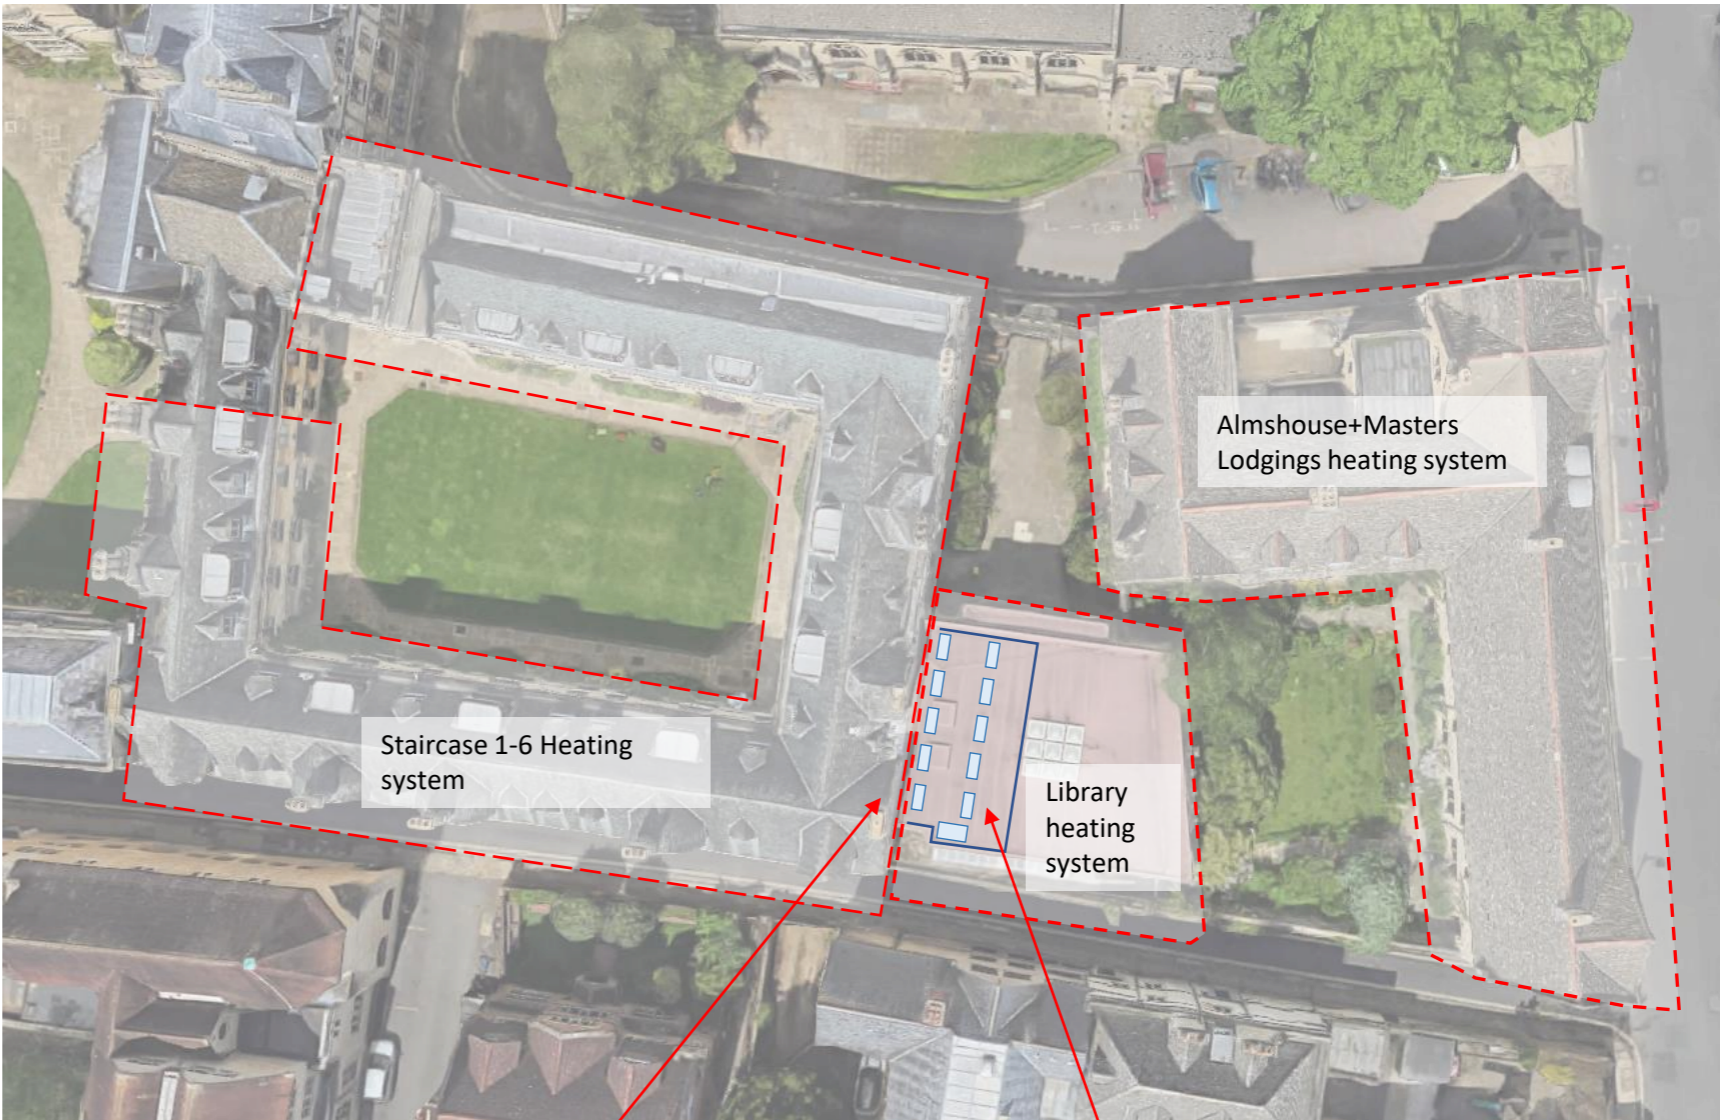 Almshouse+Masters
Lodgings heating system
Staircase 1-6 Heating
system
Library
heating
system